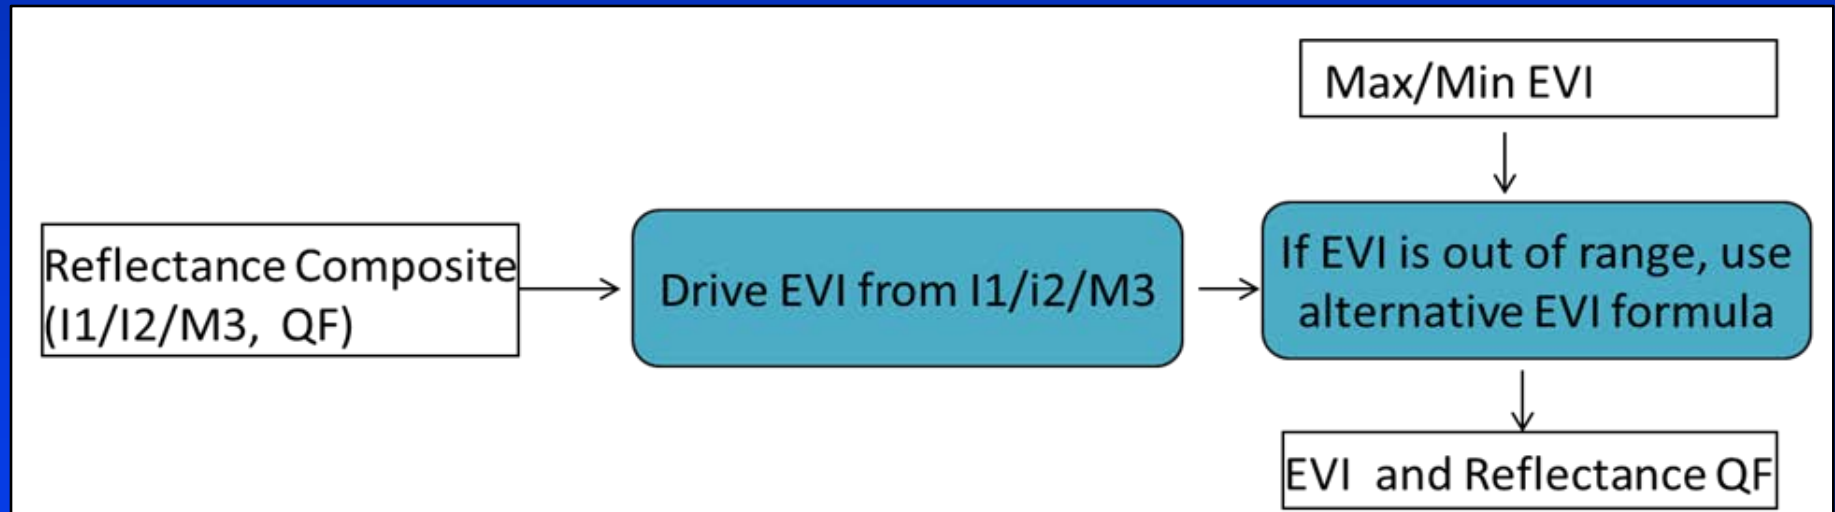 Max/Min EVI
Reflectance Composite
(I1/I2/M3, QF)
Drive EVI from I1/i2/M3
If EVI is out of range, use
alternative EVI formula
EVI and Reflectance QF